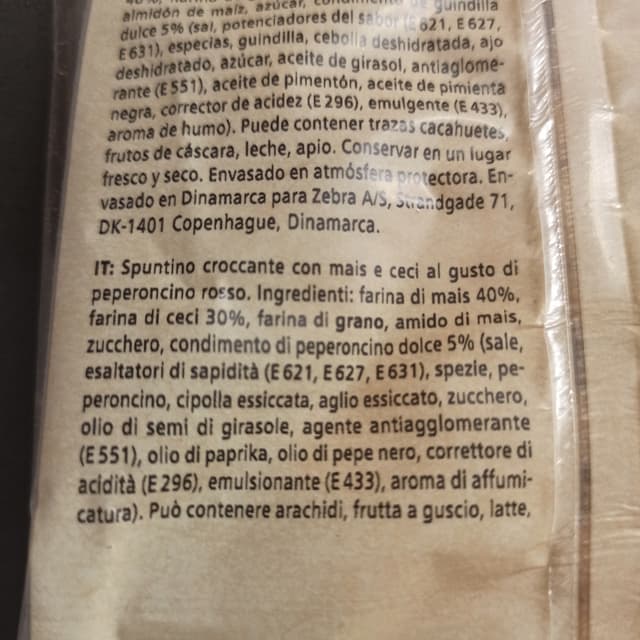 almidón de maíz, azúcar, de guindilla
dulce 5% (sal, potenciadores del sabor (E 621, E 627,
E 631), especias, guindilla, cebolla deshidratada, ajo
deshidratado, azúcar, aceite de girasol, antiaglome-
rante (E 551), aceite de pimentón, aceite de pimienta
negra, corrector de acidez (E 296), emulgente (E 433),
aroma de humo). Puede contener trazas cacahuetes,
frutos de cáscara, leche, apio. Conservar en un lugar
fresco y seco. Envasado en atmósfera protectora. En-
vasado en Dinamarca para Zebra A/S, Strandgade 71,
DK-1401 Copenhague, Dinamarca.
IT: Spuntino croccante con mais e ceci al gusto di
peperoncino rosso. Ingredienti: farina di mais 40%,
farina di ceci 30%, farina di grano, amido di mais,
zucchero, condimento di peperoncino dolce 5% (sale,
esaltatori di sapidità (E 621, E 627, E 631), spezie, pe-
peroncino, cipolla essiccata, aglio essiccato, zucchero,
olio di semi di girasole, agente antiagglomerante
(E 551), olio di paprika, olio di pepe nero, correttore di
acidità (E 296), emulsionante (E 433), aroma di affumi-
catura). Può contenere arachidi, frutta a guscio, latte,